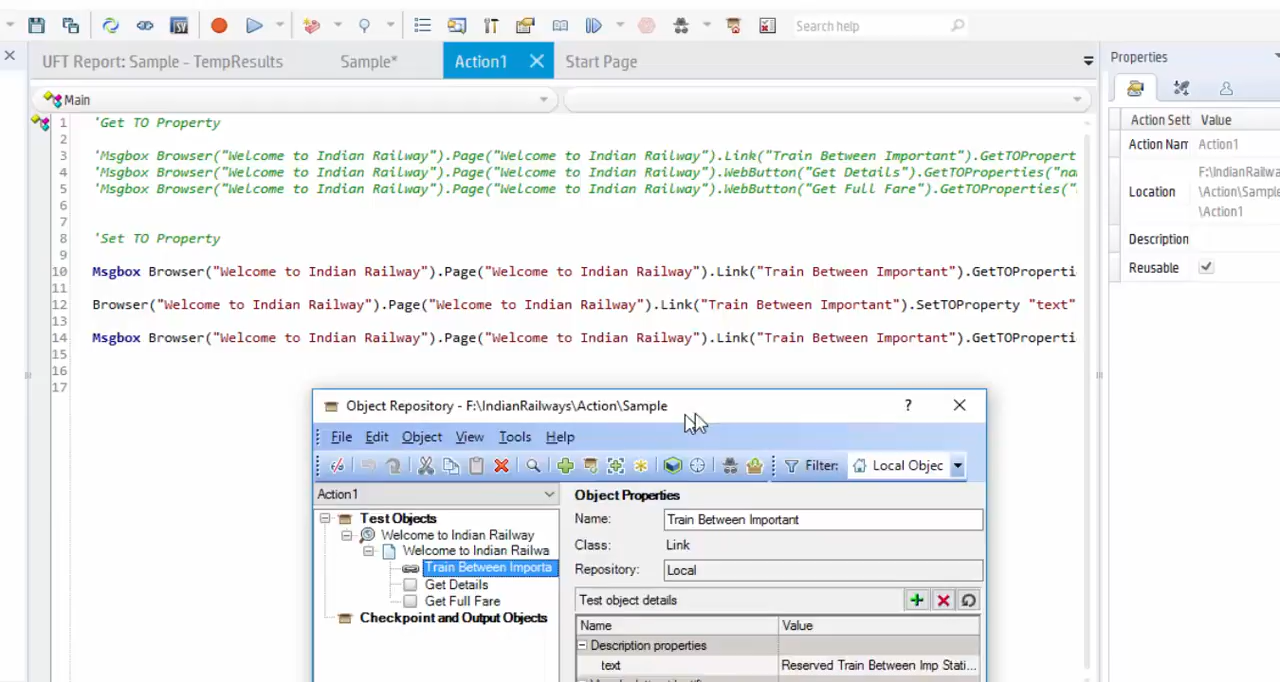 Search help
Properties
UFT Report: Sample - TempResults
Sample*
Action1
Start Page
Main
Action Sett Value
Action Nar Action1
Location
F:\IndianRailwa
\Action\Sample
\Action1
Description
Reusable
1 'Get TO Property
2
3 'Msgbox Browser("Welcome to Indian Railway").Page("Welcome to Indian Railway").Link("Train Between Important").GetTOPropert
4 'Msgbox Browser("Welcome to Indian Railway").Page("Welcome to Indian Railway").WebButton("Get Details").GetTOProperties("na
5 'Msgbox Browser("Welcome to Indian Railway").Page("Welcome to Indian Railway").WebButton("Get Full Fare").GetTOProperties("
6
7
8 'Set TO Property
9
10 Msgbox Browser("Welcome to Indian Railway").Page("Welcome to Indian Railway").Link("Train Between Important").GetTOProperti
11
12 Browser("Welcome to Indian Railway").Page("Welcome to Indian Railway").Link("Train Between Important").SetTOProperty "text"
13
14 Msgbox Browser("Welcome to Indian Railway").Page("Welcome to Indian Railway").Link("Train Between Important").GetTOProperti
15
16
17
Object Repository - F:\IndianRailways\Action\Sample
File Edit Object View Tools Help
Filter: Local Objec
Action1
Test Objects
Welcome to Indian Railway
Welcome to Indian Railwa
Train Between Importa
Get Details
Get Full Fare
Checkpoint and Output Objects
Object Properties
Name: Train Between Important
Class: Link
Repository: Local
Test object details
Name Value
Description properties
text Reserved Train Between Imp Stati...